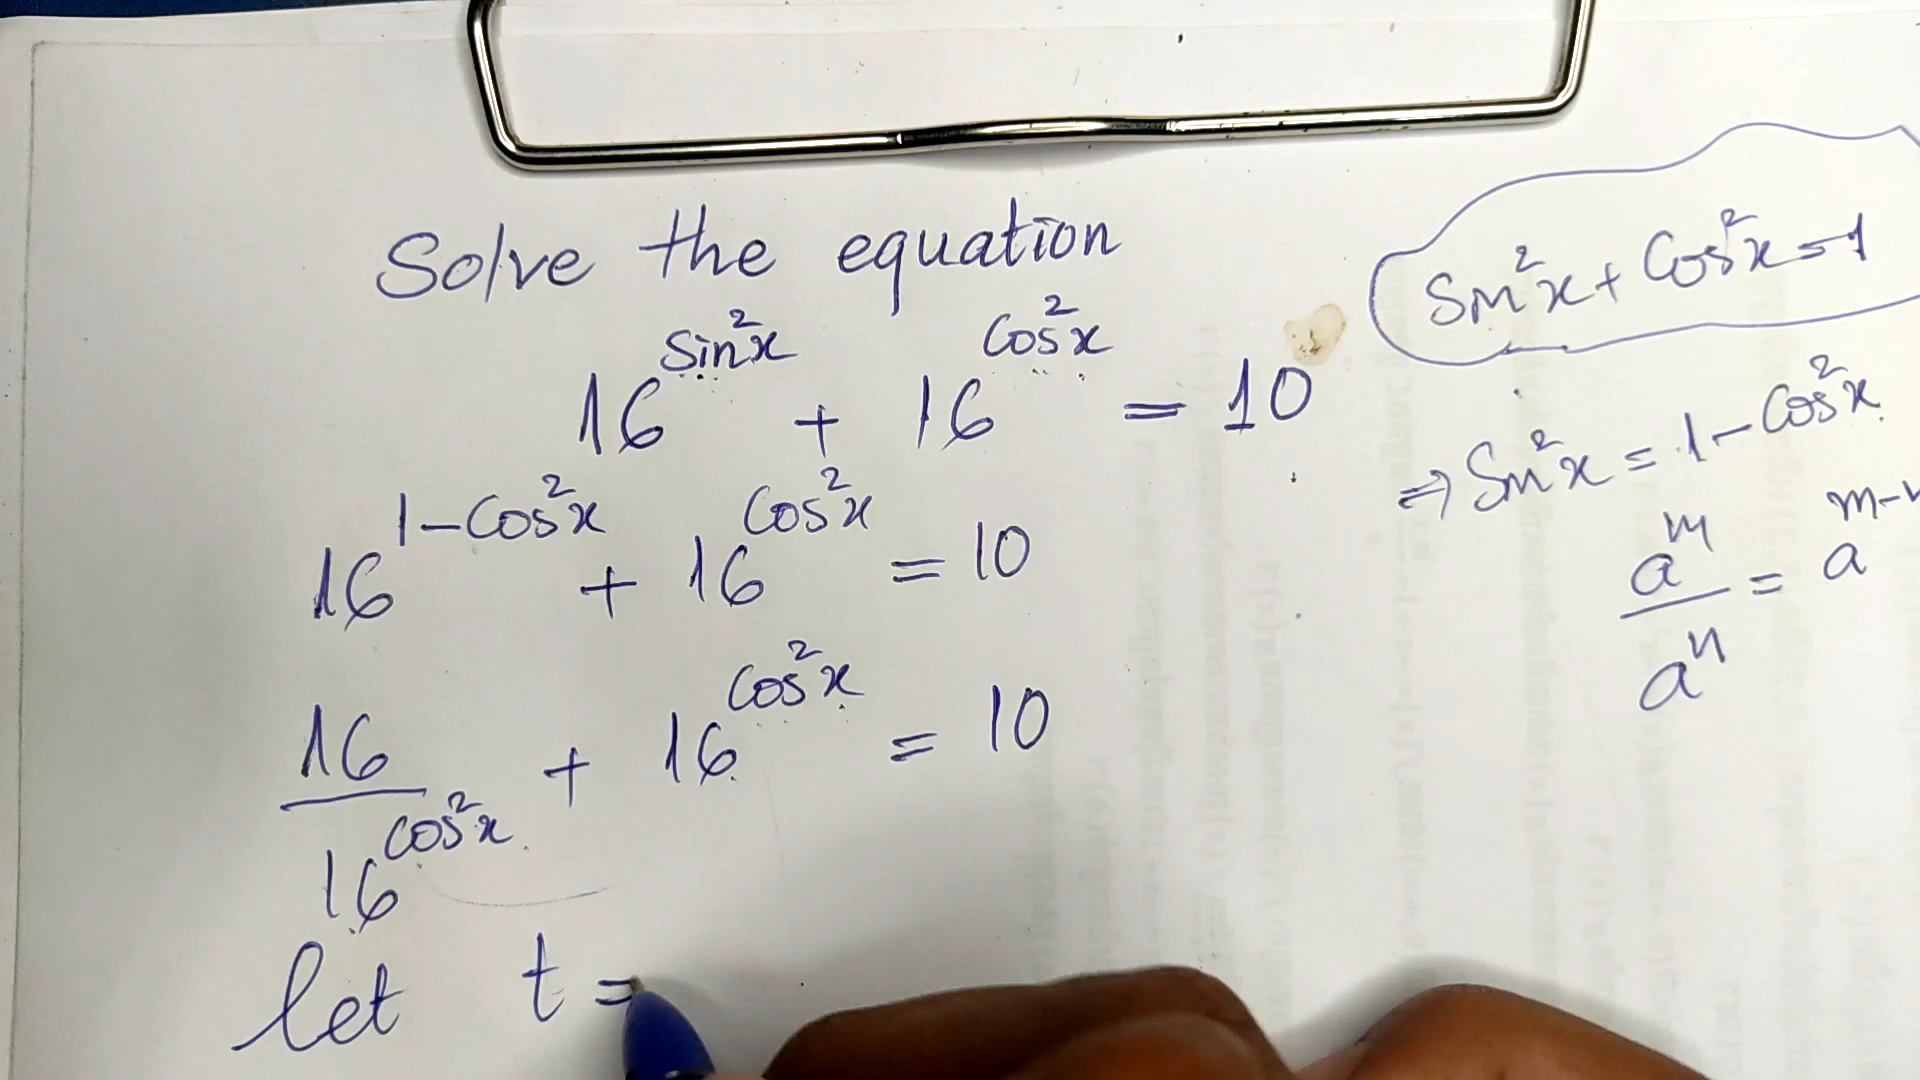 Solve the equation
16^{sin²x} + 16^{cos²x} = 10
16^{1-cos²x} + 16^{cos²x} = 10
16/16^{cos²x} + 16^{cos²x} = 10
let t =
Sin²x + Cos²x = 1
⇒ Sin²x = 1 - Cos²x
a^m/a^n = a^{m-